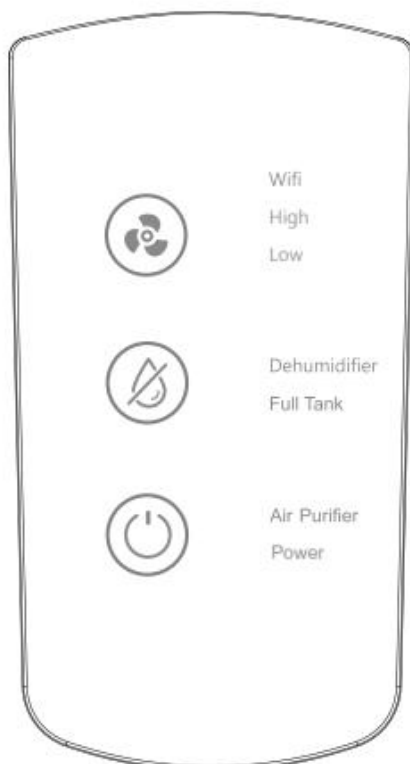 Wifi
High
Low
Dehumidifier
Full Tank
Air Purifier
Power